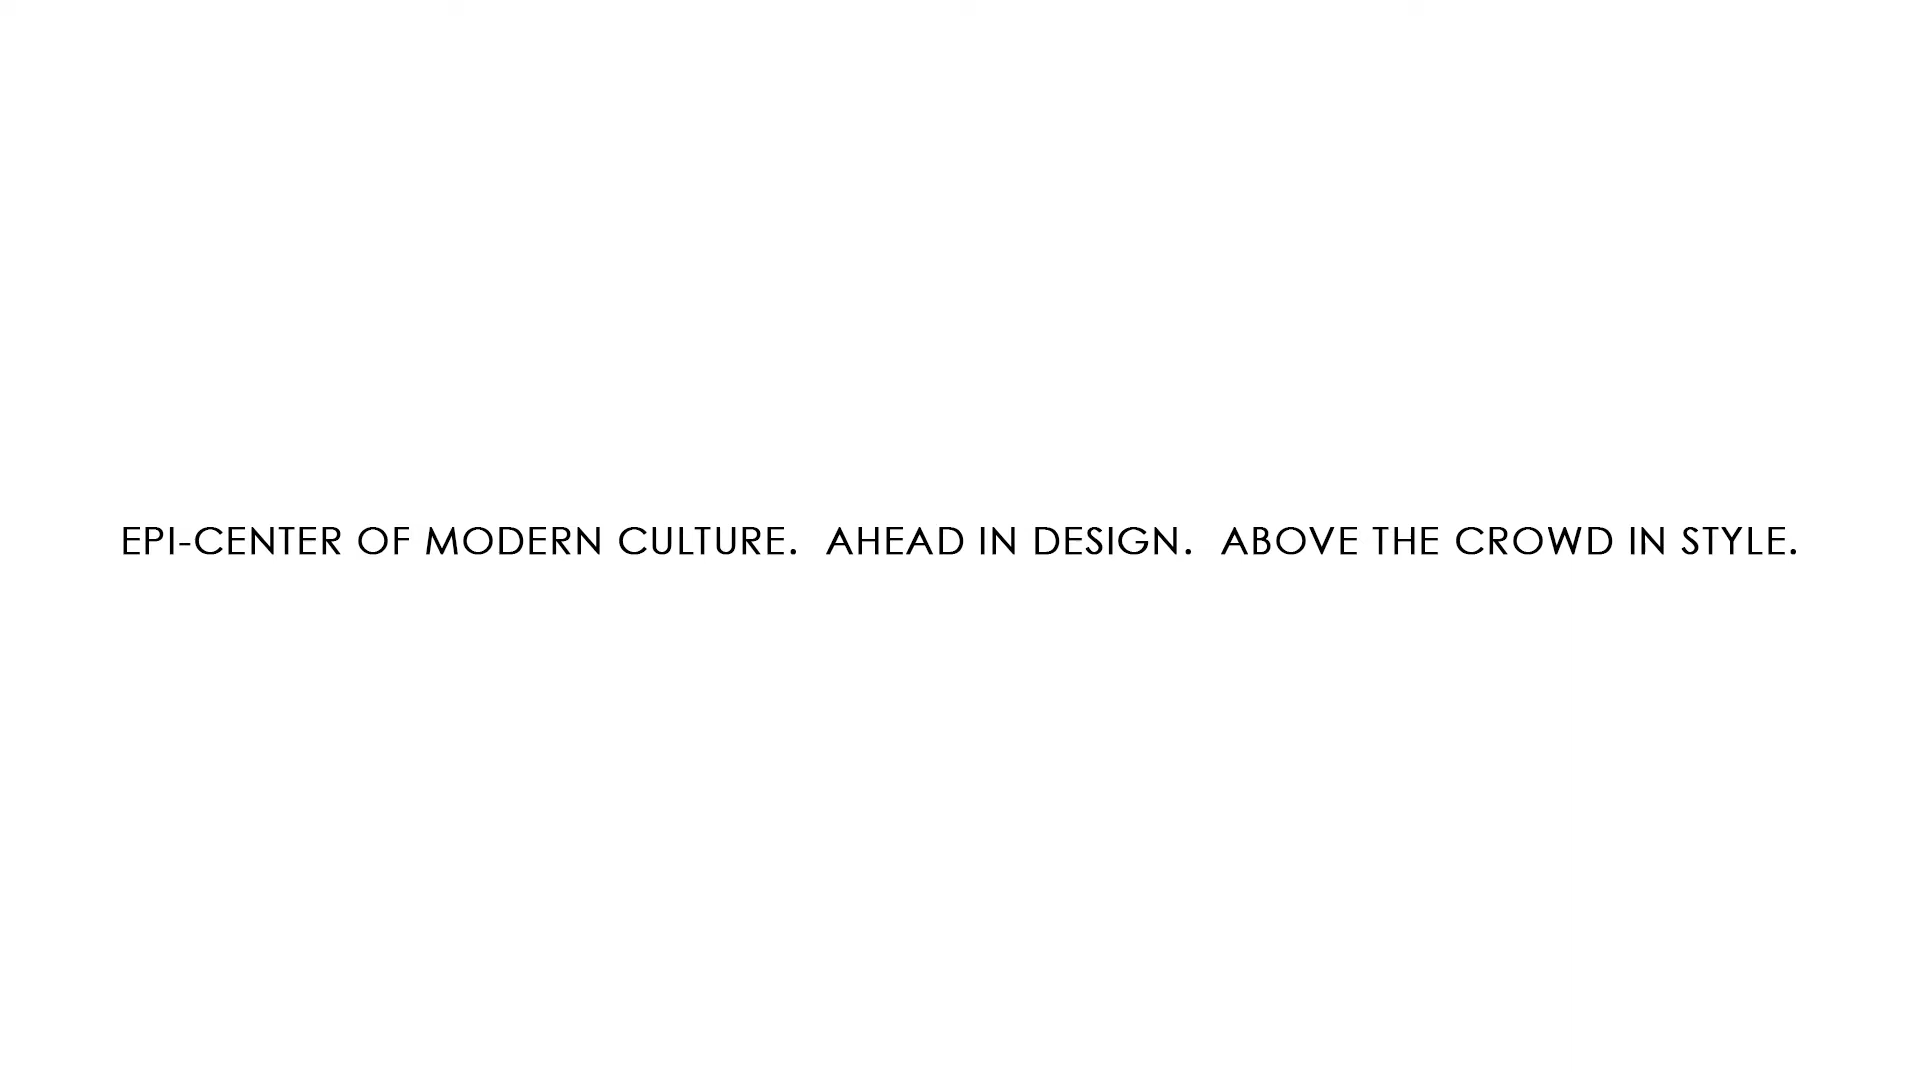 EPI-CENTER OF MODERN CULTURE.  AHEAD IN DESIGN.  ABOVE THE CROWD IN STYLE.